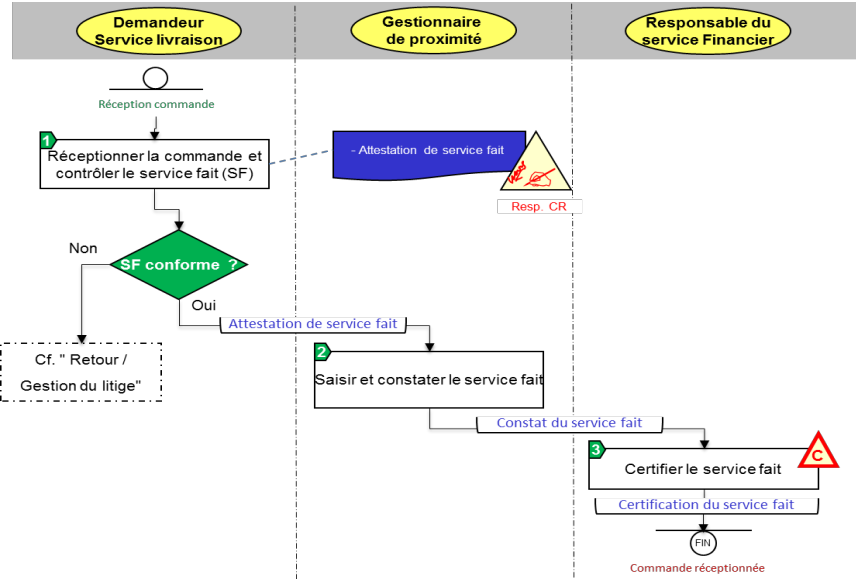 Demandeur
Service livraison
Gestionnaire
de proximité
Responsable du
service Financier
Réception commande
1
Réceptionner la commande et
contrôler le service fait (SF)
- Attestation de service fait
Resp. CR
Non
SF conforme ?
Oui
Attestation de service fait
Cf. " Retour /
Gestion du litige"
2
Saisir et constater le service fait
Constat du service fait
3
C
Certifier le service fait
Certification du service fait
FIN
Commande réceptionnée